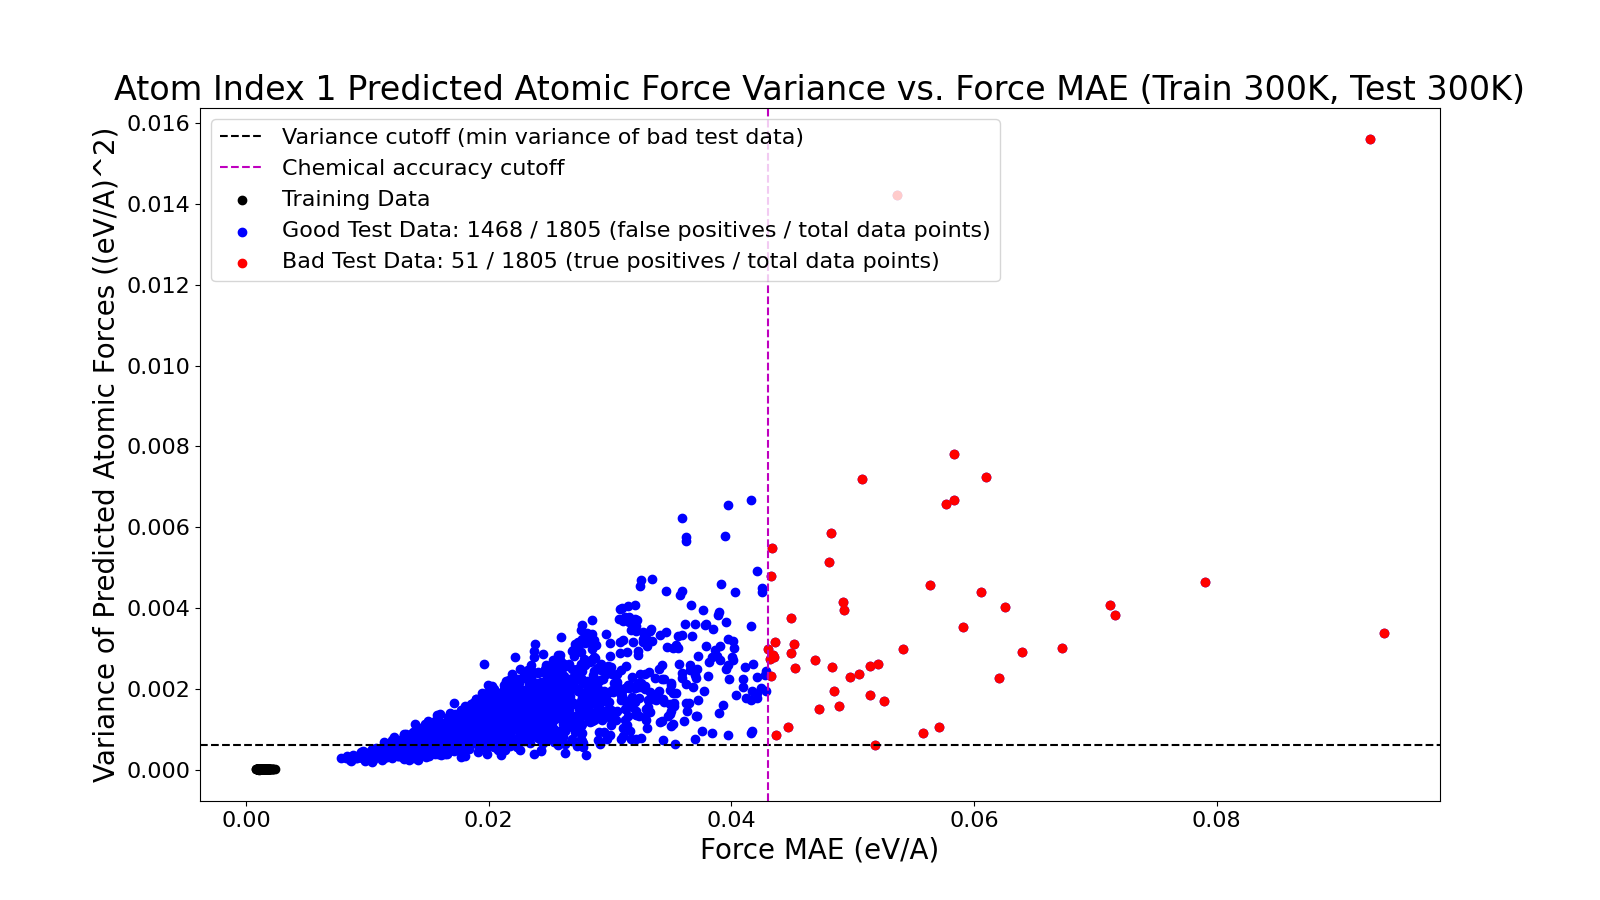 Atom Index 1 Predicted Atomic Force Variance vs. Force MAE (Train 300K, Test 300K)
Variance of Predicted Atomic Forces ((eV/A)^2)
0.016
0.014
0.012
0.010
0.008
0.006
0.004
0.002
0.000
Variance cutoff (min variance of bad test data)
Chemical accuracy cutoff
Training Data
Good Test Data: 1468 / 1805 (false positives / total data points)
Bad Test Data: 51 / 1805 (true positives / total data points)
0.00 0.02 0.04 0.06 0.08
Force MAE (eV/A)